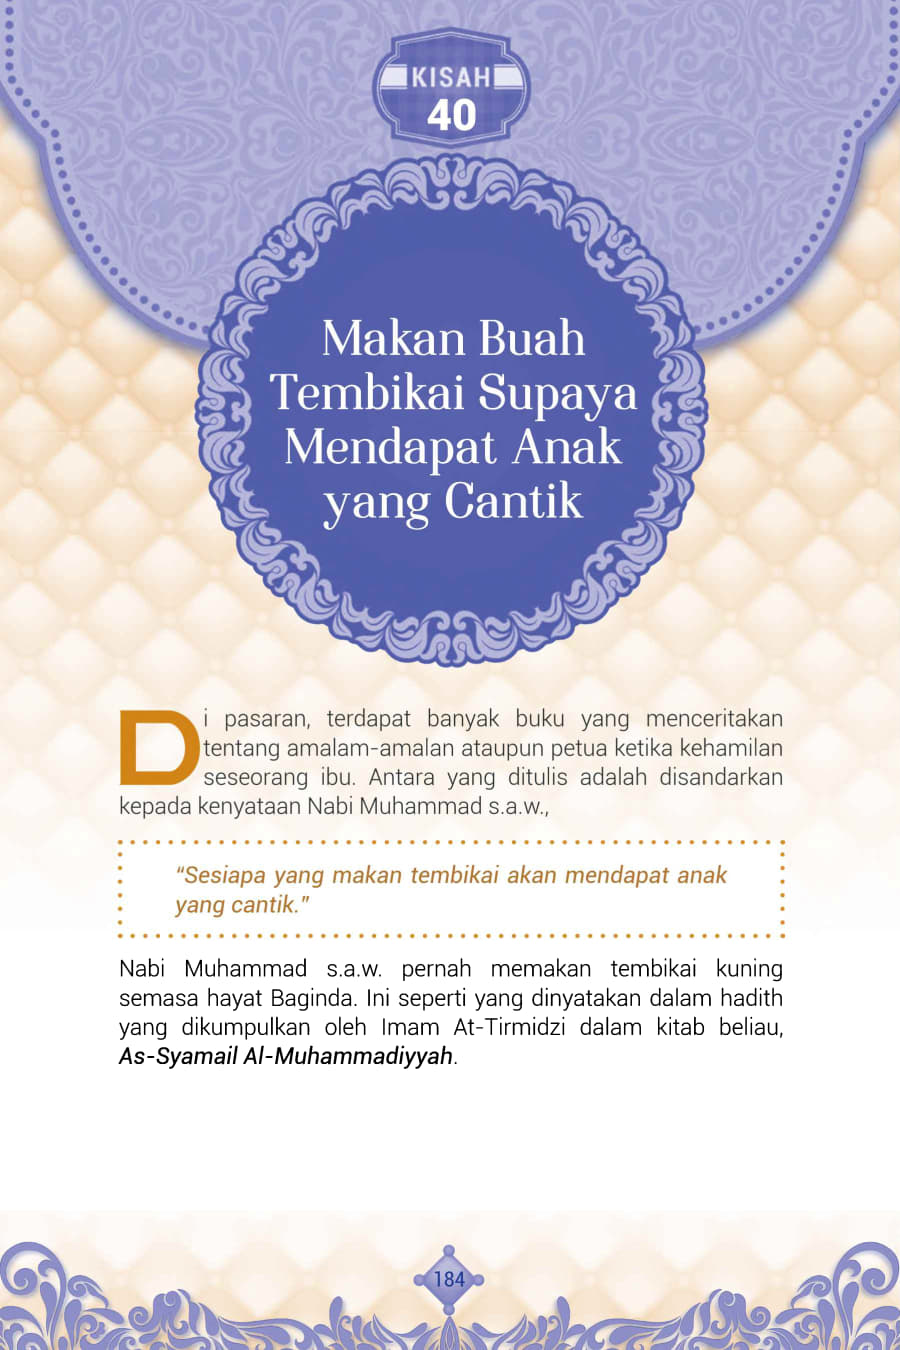 KISAH
40
Makan Buah
Tembikai Supaya
Mendapat Anak
yang Cantik
Di pasaran, terdapat banyak buku yang menceritakan
tentang amalam-amalan ataupun petua ketika kehamilan
seseorang ibu. Antara yang ditulis adalah disandarkan
kepada kenyataan Nabi Muhammad s.a.w.,
“Sesiapa yang makan tembikai akan mendapat anak
yang cantik.”
Nabi Muhammad s.a.w. pernah memakan tembikai kuning
semasa hayat Baginda. Ini seperti yang dinyatakan dalam hadith
yang dikumpulkan oleh Imam At-Tirmidzi dalam kitab beliau,
As-Syamail Al-Muhammadiyyah.
184